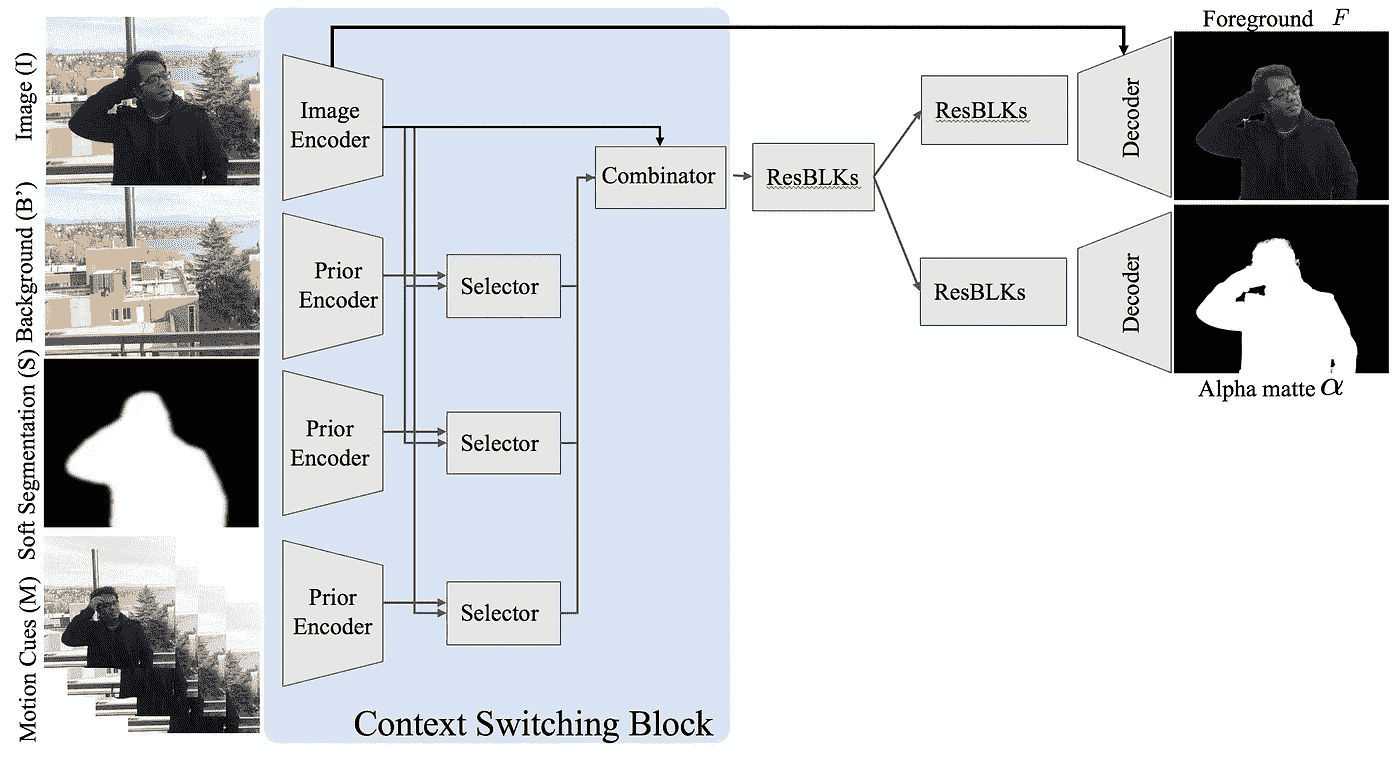 Image (I)
Background (B’)
Soft Segmentation (S)
Motion Cues (M)
Image
Encoder
Prior
Encoder
Prior
Encoder
Prior
Encoder
Selector
Selector
Selector
Combinator
Context Switching Block
ResBLKs
ResBLKs
ResBLKs
Decoder
Decoder
Foreground F
Alpha matte α